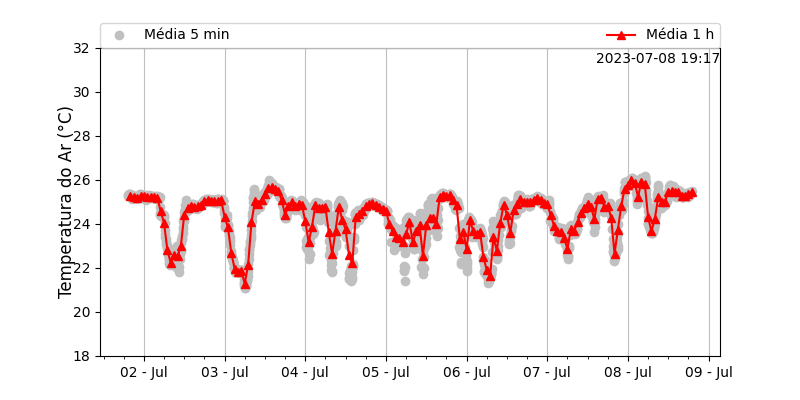 Média 5 min
Média 1 h
2023-07-08 19:17
Temperatura do Ar (°C)
32
30
28
26
24
22
20
18
02 - Jul
03 - Jul
04 - Jul
05 - Jul
06 - Jul
07 - Jul
08 - Jul
09 - Jul